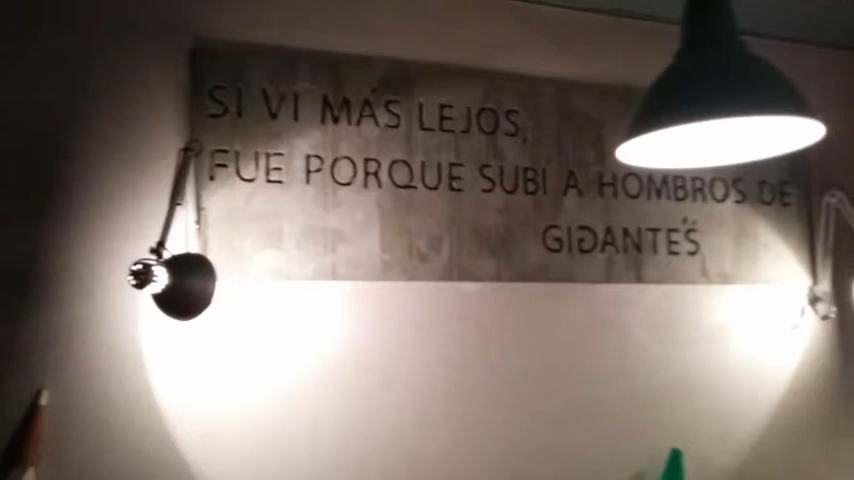 SI VI MÁS LEJOS,
FUE PORQUE SUBÍ A HOMBROS DE
GIGANTES